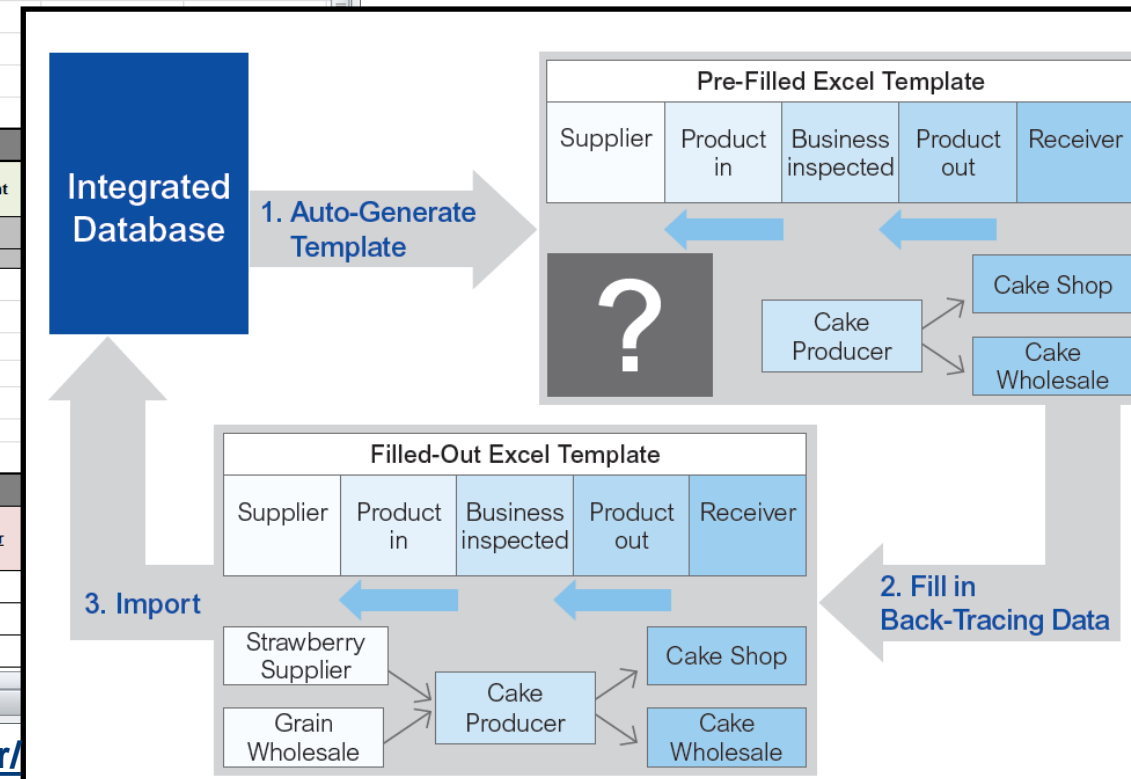 Integrated
Database
1. Auto-Generate
Template
Pre-Filled Excel Template
Supplier
Product
in
Business
inspected
Product
out
Receiver
?
Cake
Producer
Cake Shop
Cake
Wholesale
2. Fill in
Back-Tracing Data
Filled-Out Excel Template
Supplier
Product
in
Business
inspected
Product
out
Receiver
3. Import
Strawberry
Supplier
Grain
Wholesale
Cake
Producer
Cake Shop
Cake
Wholesale
r/